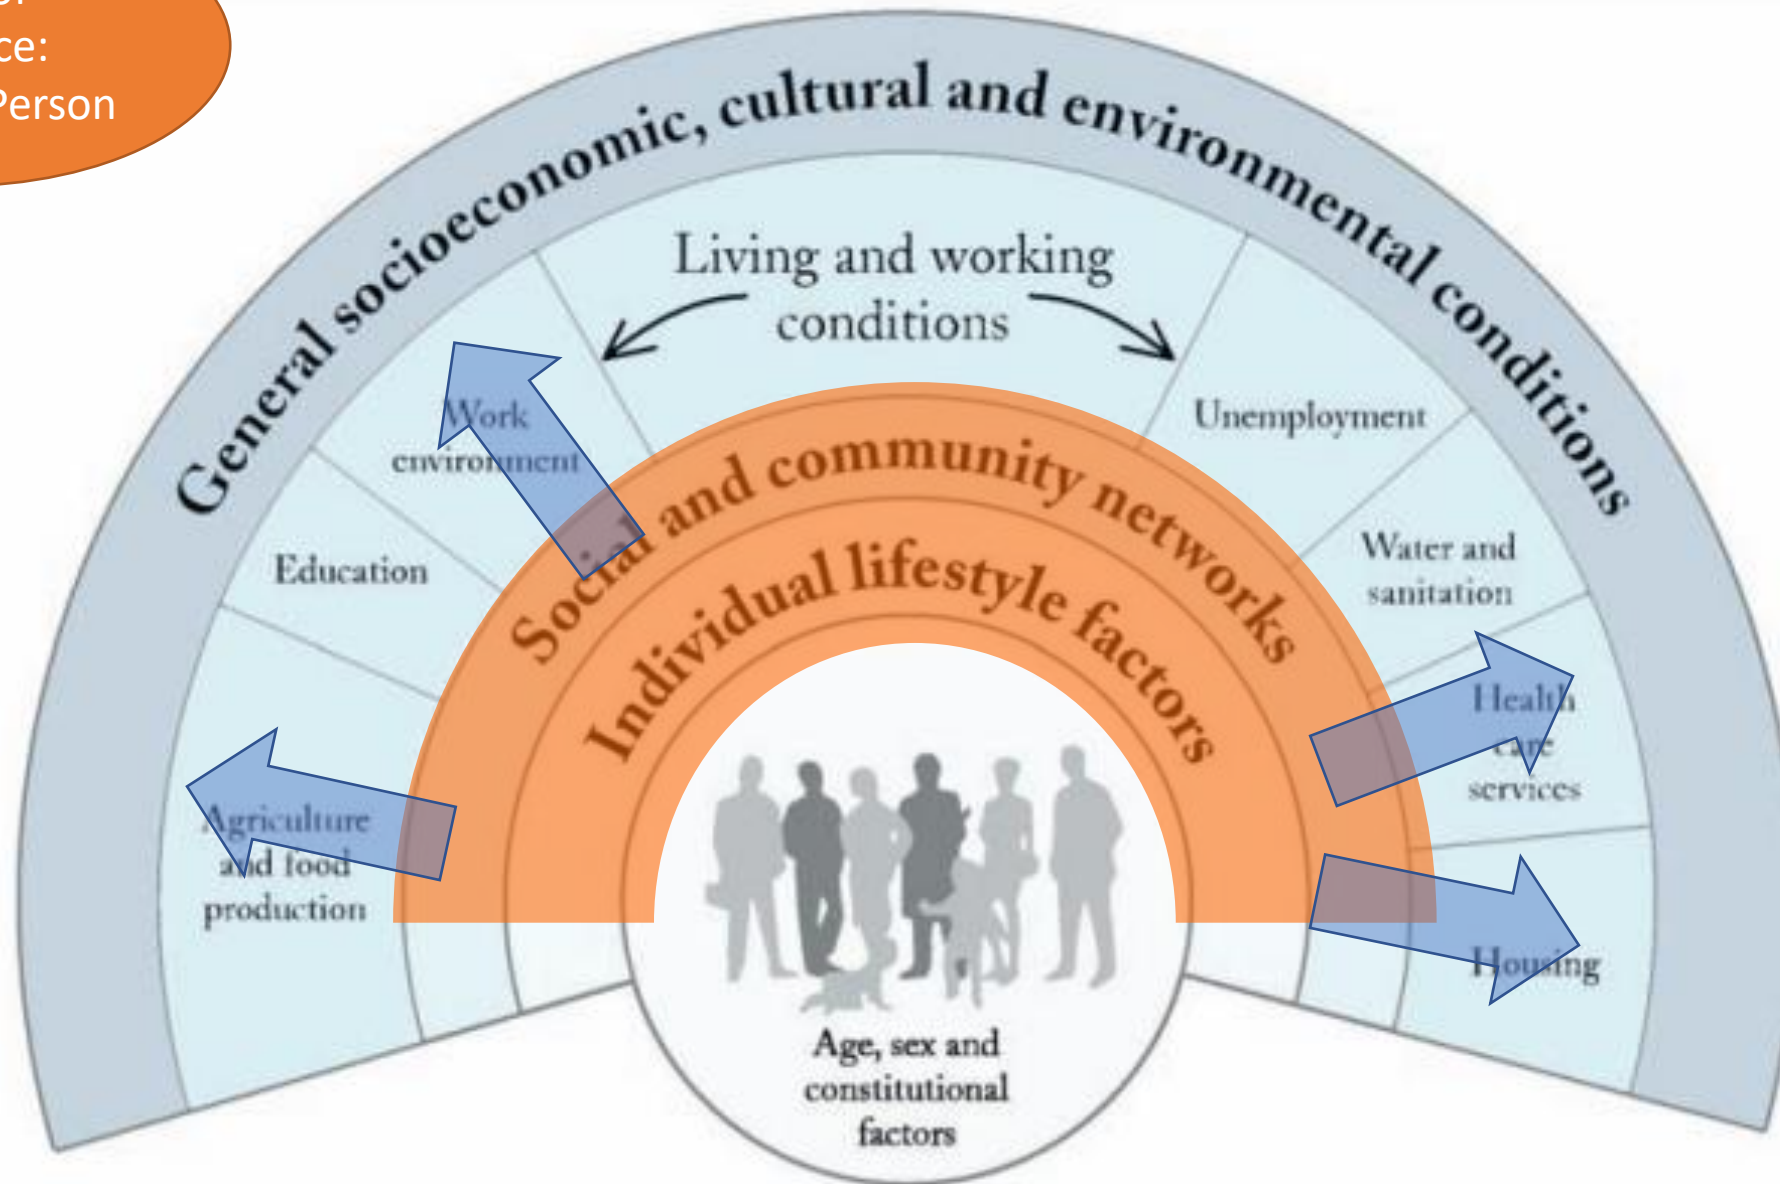 ce:
Person
General socioeconomic, cultural and environmental conditions
Living and working
conditions
Work
environment
Unemployment
Education
Water and
sanitation
Social and community networks
Individual lifestyle factors
Health
care
services
Agriculture
and food
production
Housing
Age, sex and
constitutional
factors